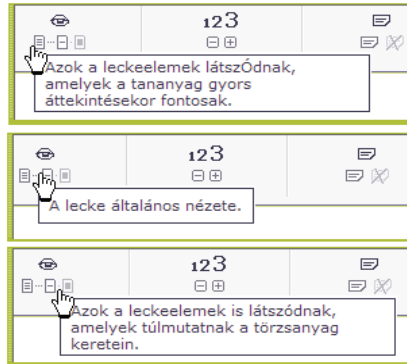 123
Azok a leckeelemek látszÓdnak,
amelyek a tananyag gyors
áttekintésekor fontosak.
123
A lecke általános nézete.
123
Azok a leckeelemek is látszódnak,
amelyek túlmutatnak a törzsanyag
keretein.